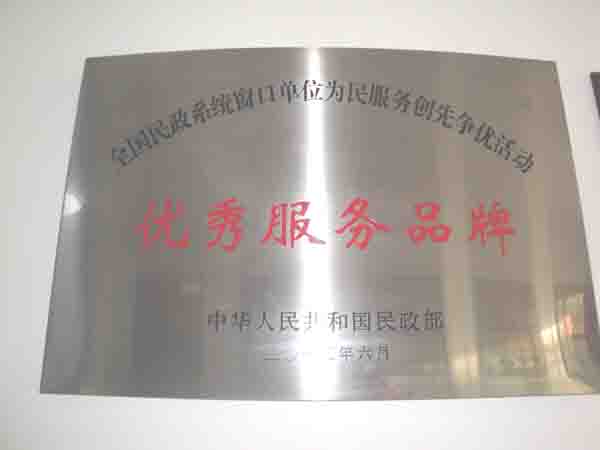 全国民政系统窗口单位为民服务创先争优活动
优秀服务品牌
中华人民共和国民政部
年六月